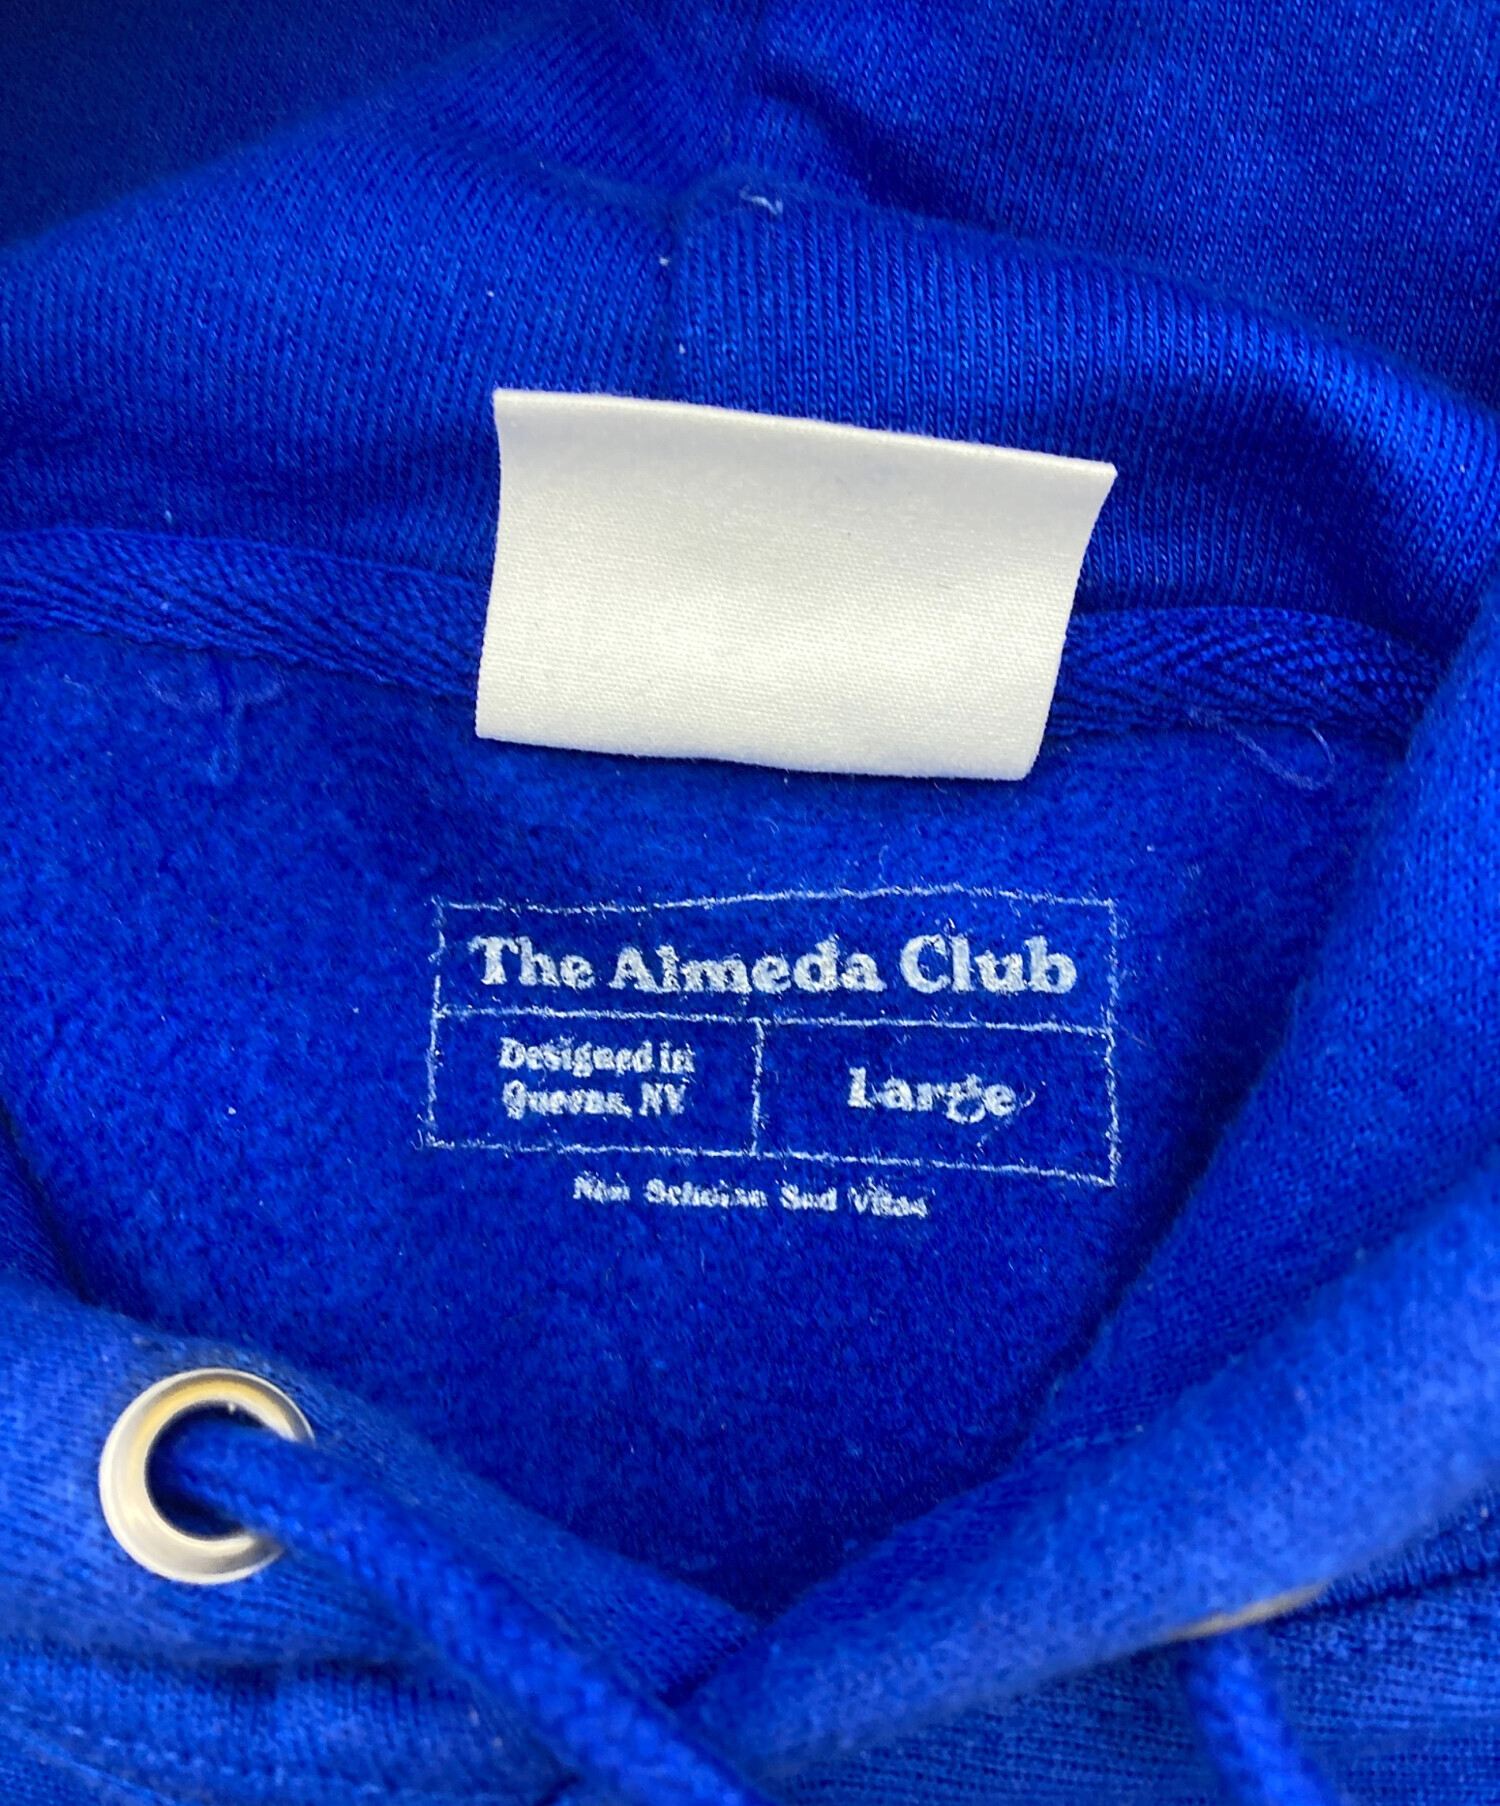 The Almeda Club
Designed in
Queens, NY
Large
Non Scholae Sed Vitae